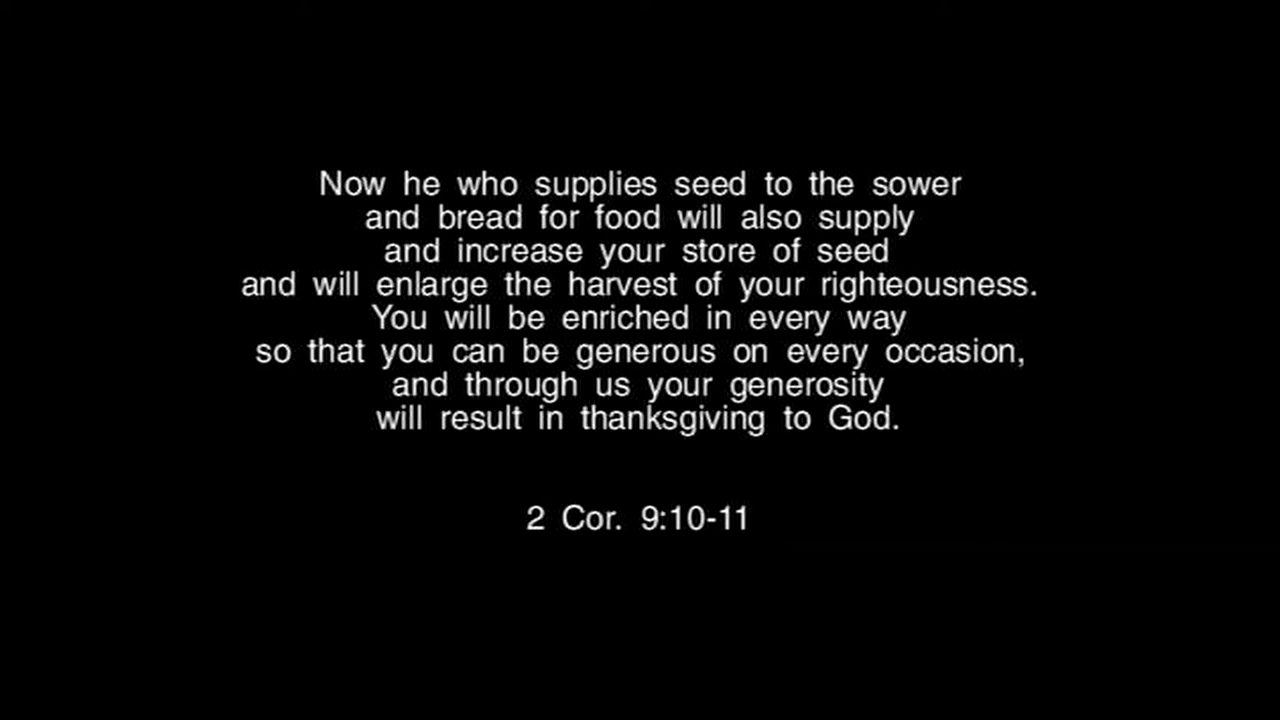 Now he who supplies seed to the sower
and bread for food will also supply
and increase your store of seed
and will enlarge the harvest of your righteousness.
You will be enriched in every way
so that you can be generous on every occasion,
and through us your generosity
will result in thanksgiving to God.
2 Cor. 9:10-11